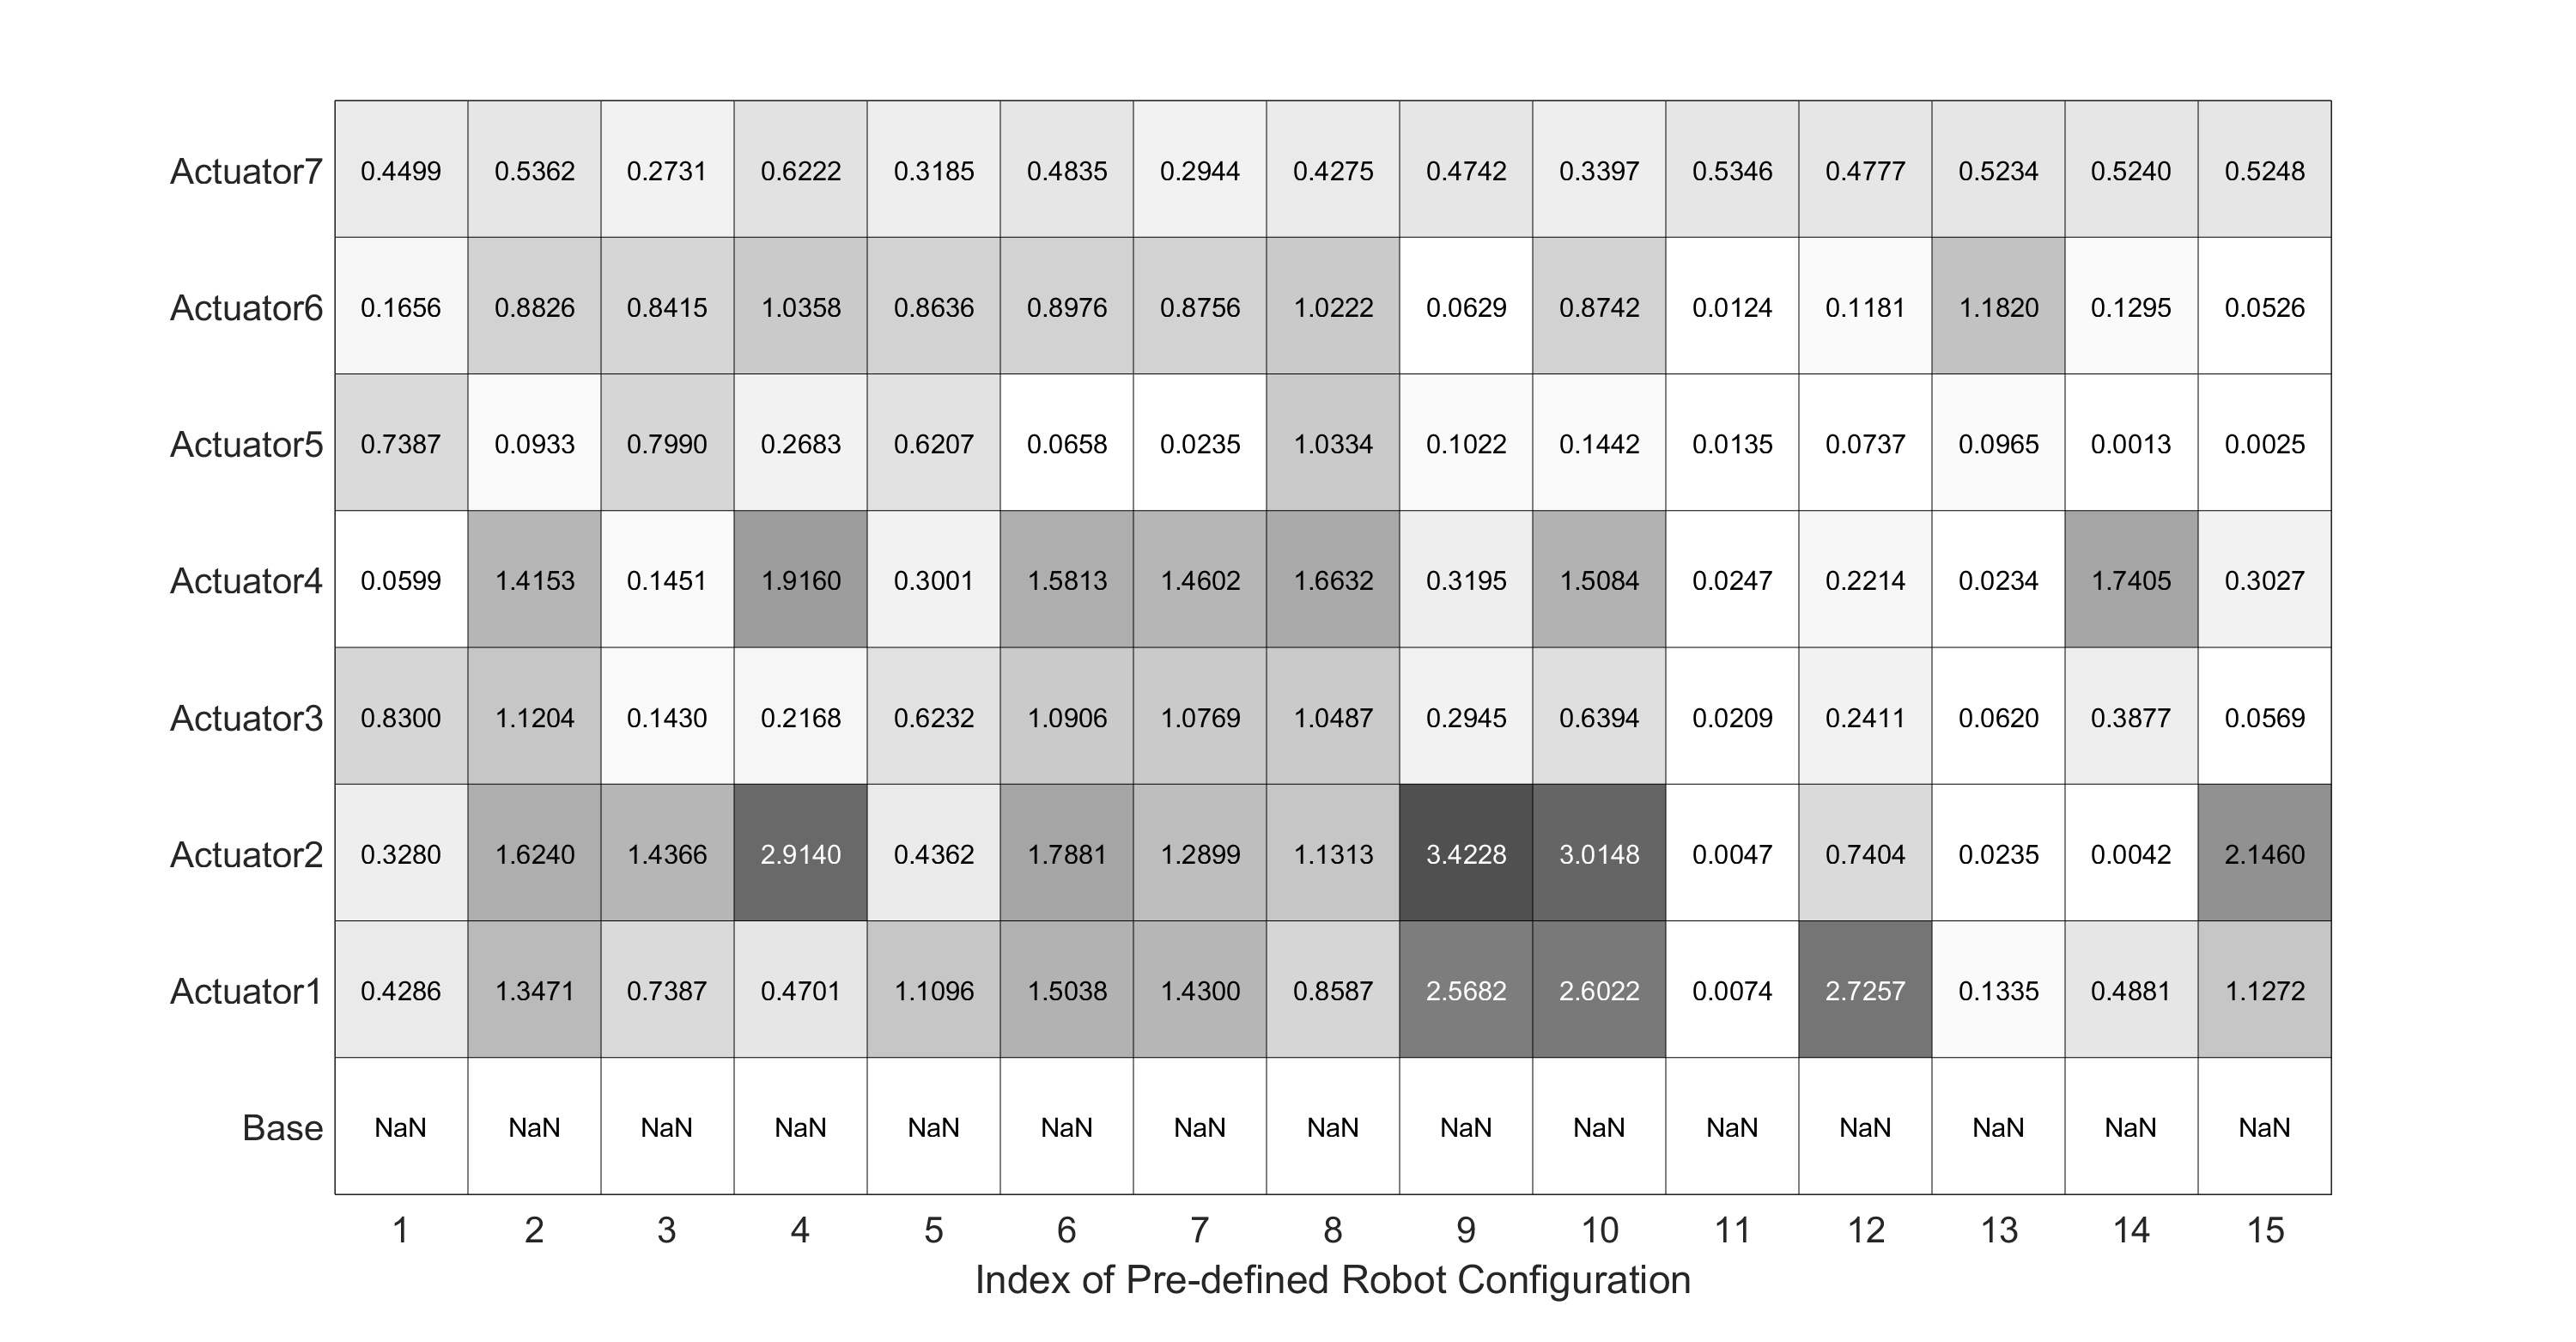 Actuator7 0.4499 0.5362 0.2731 0.6222 0.3185 0.4835 0.2944 0.4275 0.4742 0.3397 0.5346 0.4777 0.5234 0.5240 0.5248
Actuator6 0.1656 0.8826 0.8415 1.0358 0.8636 0.8976 0.8756 1.0222 0.0629 0.8742 0.0124 0.1181 1.1820 0.1295 0.0526
Actuator5 0.7387 0.0933 0.7990 0.2683 0.6207 0.0658 0.0235 1.0334 0.1022 0.1442 0.0135 0.0737 0.0965 0.0013 0.0025
Actuator4 0.0599 1.4153 0.1451 1.9160 0.3001 1.5813 1.4602 1.6632 0.3195 1.5084 0.0247 0.2214 0.0234 1.7405 0.3027
Actuator3 0.8300 1.1204 0.1430 0.2168 0.6232 1.0906 1.0769 1.0487 0.2945 0.6394 0.0209 0.2411 0.0620 0.3877 0.0569
Actuator2 0.3280 1.6240 1.4366 2.9140 0.4362 1.7881 1.2899 1.1313 3.4228 3.0148 0.0047 0.7404 0.0235 0.0042 2.1460
Actuator1 0.4286 1.3471 0.7387 0.4701 1.1096 1.5038 1.4300 0.8587 2.5682 2.6022 0.0074 2.7257 0.1335 0.4881 1.1272
Base NaN NaN NaN NaN NaN NaN NaN NaN NaN NaN NaN NaN NaN NaN NaN
1 2 3 4 5 6 7 8 9 10 11 12 13 14 15
Index of Pre-defined Robot Configuration